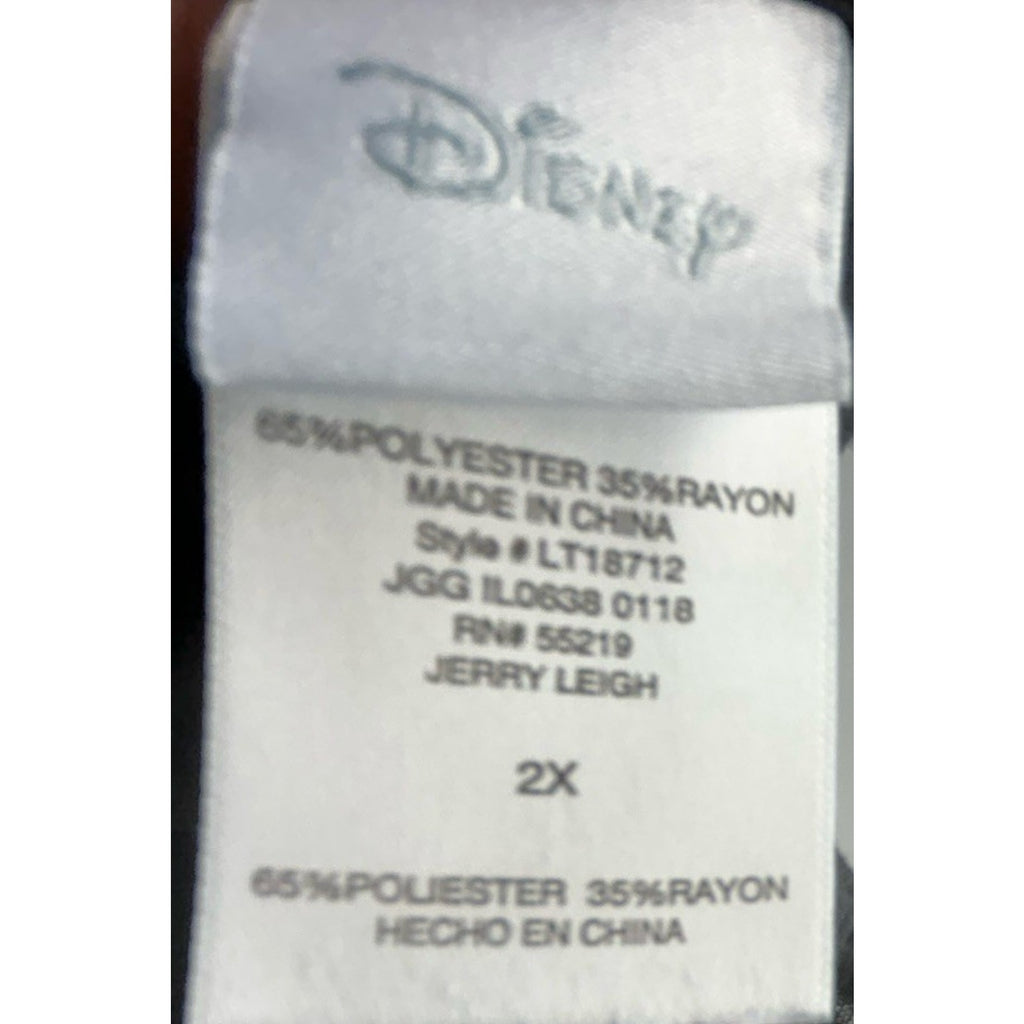 Disney
65%POLYESTER 35%RAYON
MADE IN CHINA
Style # LT18712
JGG IL0638 0118
RN# 55219
JERRY LEIGH
2X
65%POLIESTER 35%RAYON
HECHO EN CHINA